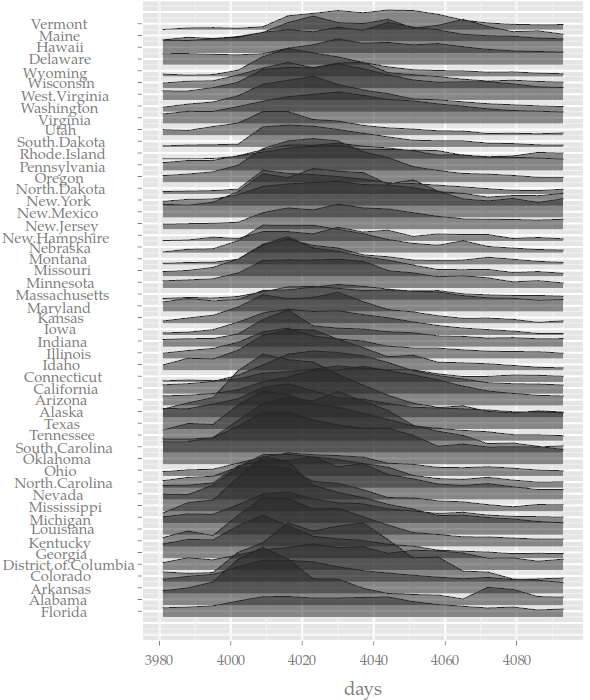 Vermont
Maine
Hawaii
Delaware
Wyoming
Wisconsin
West.Virginia
Washington
Virginia
Utah
South.Dakota
Rhode.Island
Pennsylvania
Oregon
North.Dakota
New.York
New.Mexico
New.Jersey
New.Hampshire
Nebraska
Montana
Missouri
Minnesota
Massachusetts
Maryland
Kansas
Iowa
Indiana
Illinois
Idaho
Connecticut
California
Arizona
Alaska
Texas
Tennessee
South.Carolina
Oklahoma
Ohio
North.Carolina
Nevada
Mississippi
Michigan
Louisiana
Kentucky
Georgia
District.of.Columbia
Colorado
Arkansas
Alabama
Florida
3980 4000 4020 4040 4060 4080
days